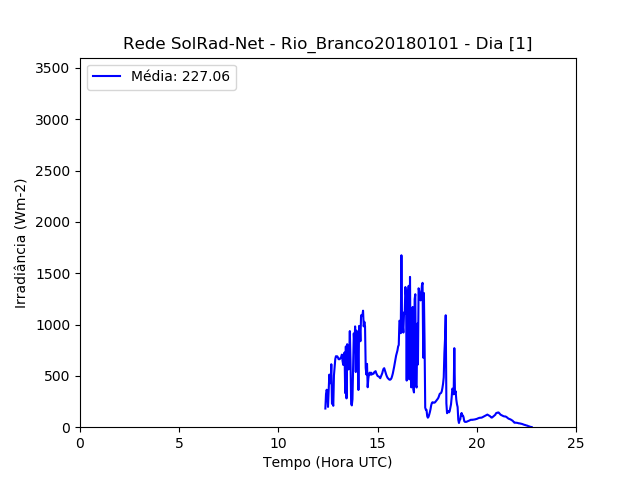 Rede SolRad-Net - Rio_Branco20180101 - Dia [1]
Média: 227.06
3500
3000
2500
2000
1500
1000
500
0
Irradiância (Wm-2)
0 5 10 15 20 25
Tempo (Hora UTC)